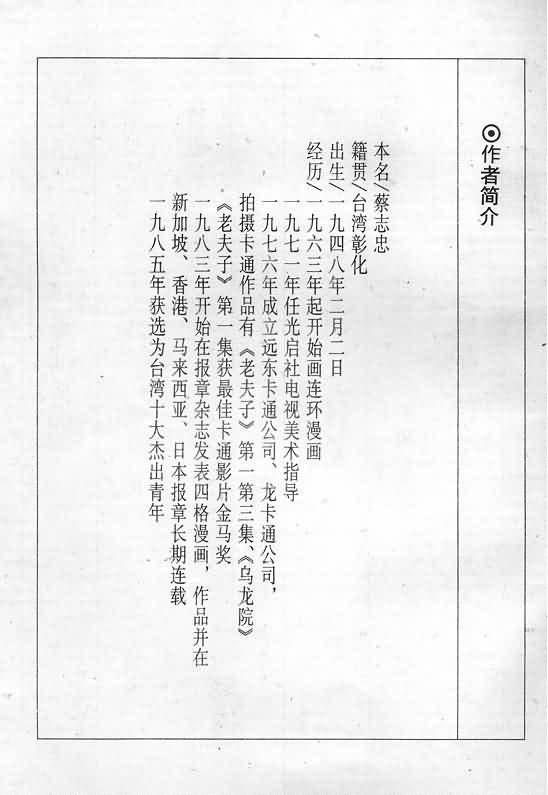 ⊙作者简介
本名/蔡志忠
籍贯/台湾彰化
出生/一九四八年二月二日
经历/一九六三年起开始画连环漫画
一九七一年任光启社电视美术指导
一九七六年成立远东卡通公司、龙卡通公司，
拍摄卡通作品有《老夫子》第一第三集、《乌龙院》
《老夫子》第一集获最佳卡通影片金马奖
一九八三年开始在报章杂志发表四格漫画，作品并在
新加坡、香港、马来西亚、日本报章长期连载
一九八五年获选为台湾十大杰出青年